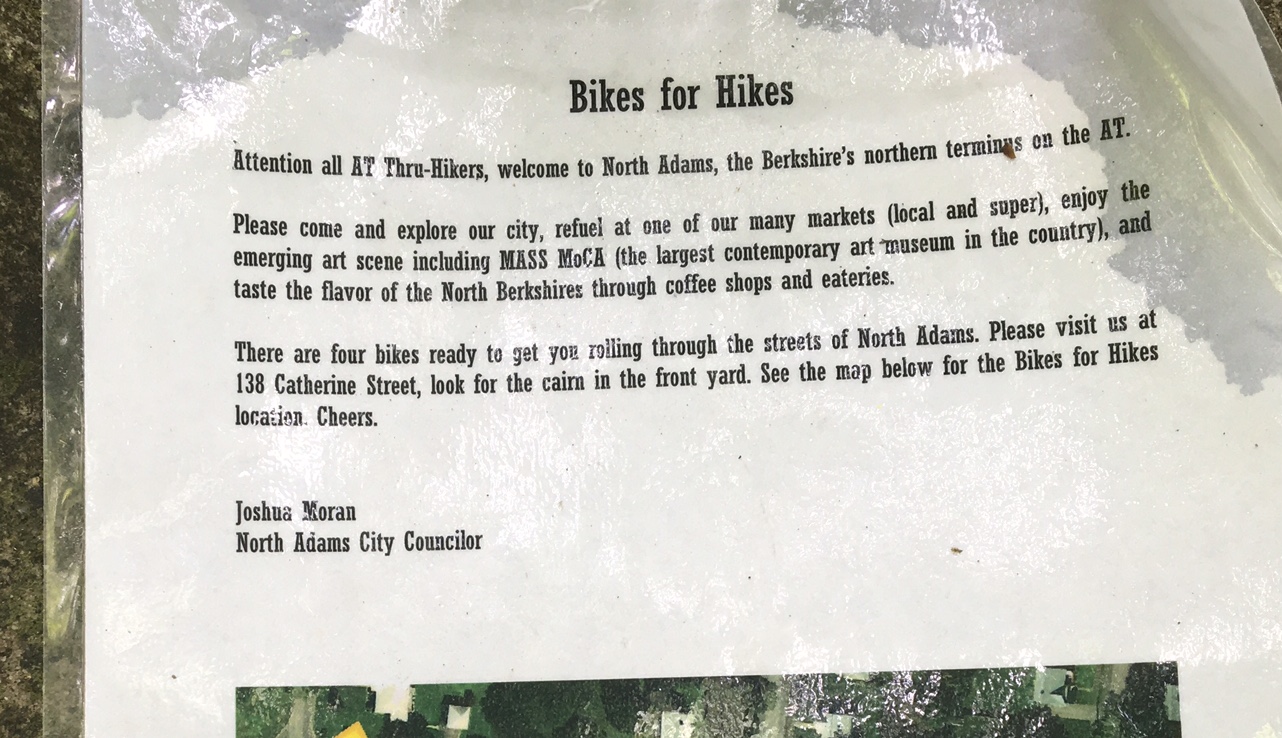 Bikes for Hikes
Attention all AT Thru-Hikers, welcome to North Adams, the Berkshire's northern terminus on the AT.
Please come and explore our city, refuel at one of our many markets (local and super), enjoy the
emerging art scene including MASS MoCA (the largest contemporary art museum in the country), and
taste the flavor of the North Berkshires through coffee shops and eateries.
There are four bikes ready to get you rolling through the streets of North Adams. Please visit us at
138 Catherine Street, look for the cairn in the front yard. See the map below for the Bikes for Hikes
location. Cheers.
Joshua Moran
North Adams City Councilor